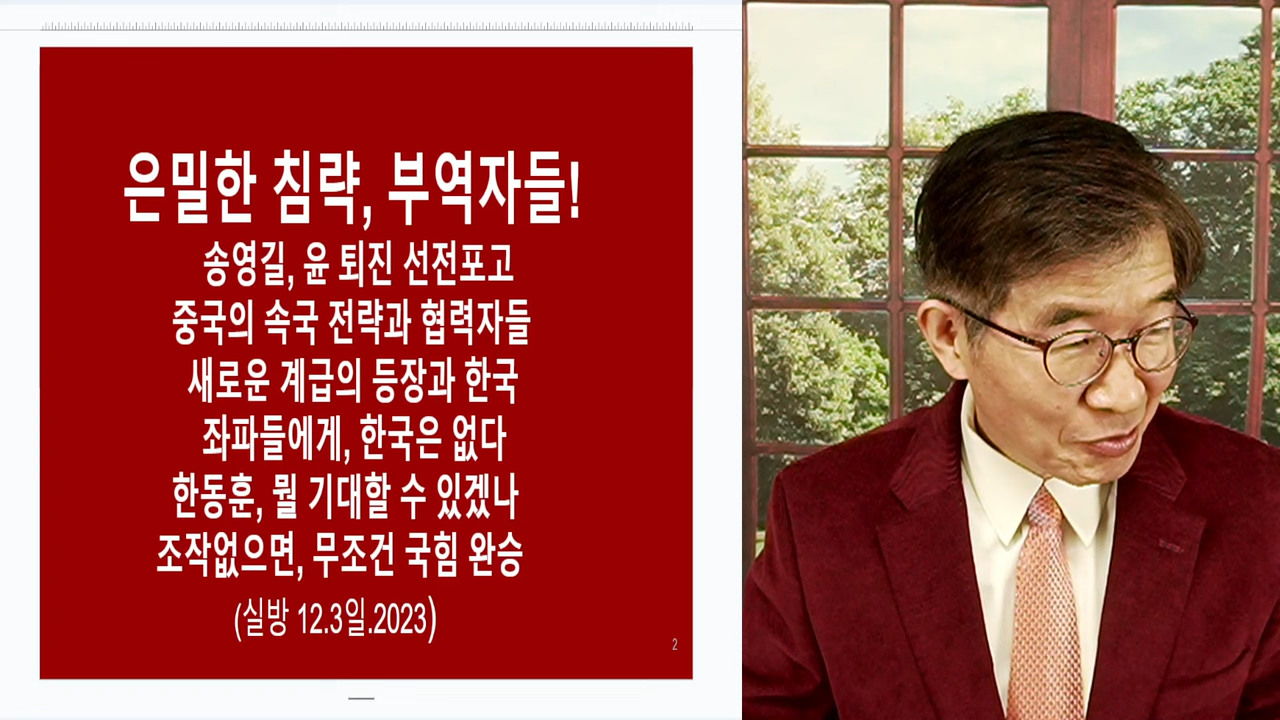 은밀한 침략, 부역자들!
송영길, 윤 퇴진 선전포고
중국의 속국 전략과 협력자들
새로운 계급의 등장과 한국
좌파들에게, 한국은 없다
한동훈, 뭘 기대할 수 있겠나
조작없으면, 무조건 국힘 완승
(실방 12.3일.2023)
2